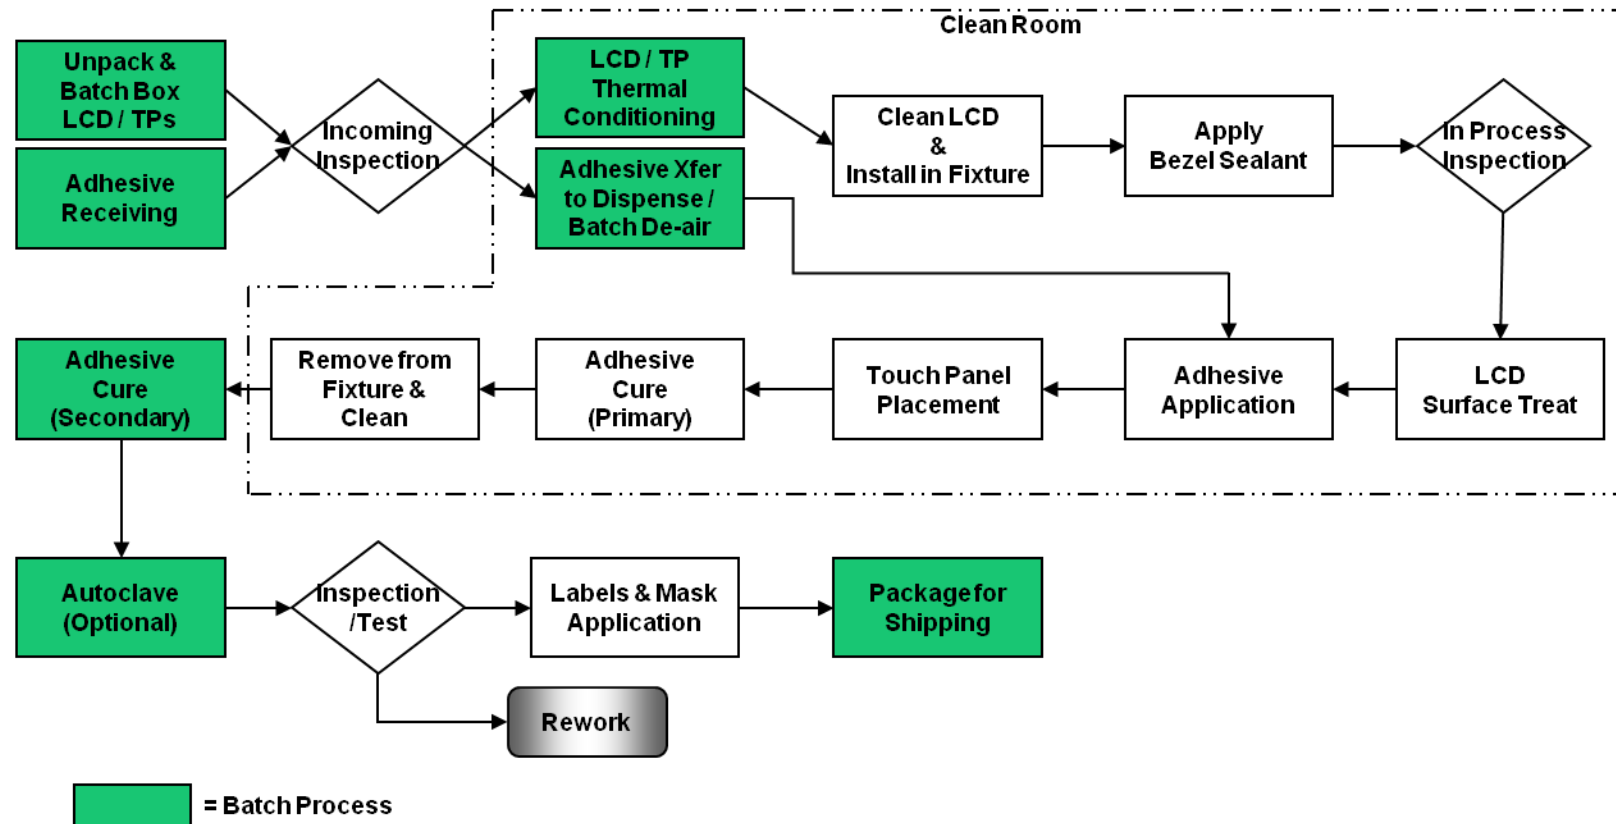 Clean Room
Unpack &
Batch Box
LCD / TPs
Adhesive
Receiving
Incoming
Inspection
LCD / TP
Thermal
Conditioning
Adhesive Xfer
to Dispense /
Batch De-air
Clean LCD
&
Install in Fixture
Apply
Bezel Sealant
In Process
Inspection
LCD
Surface Treat
Adhesive
Application
Touch Panel
Placement
Adhesive
Cure
(Primary)
Remove from
Fixture &
Clean
Adhesive
Cure
(Secondary)
Autoclave
(Optional)
Inspection
/Test
Labels & Mask
Application
Package for
Shipping
Rework
= Batch Process